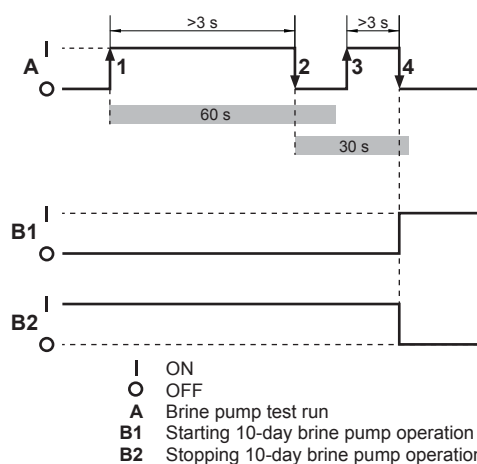 >3 s >3 s
I
A 1 2 3 4
O
60 s
30 s
I
B1
O
I
B2
O
I ON
O OFF
A Brine pump test run
B1 Starting 10-day brine pump operation
B2 Stopping 10-day brine pump operation